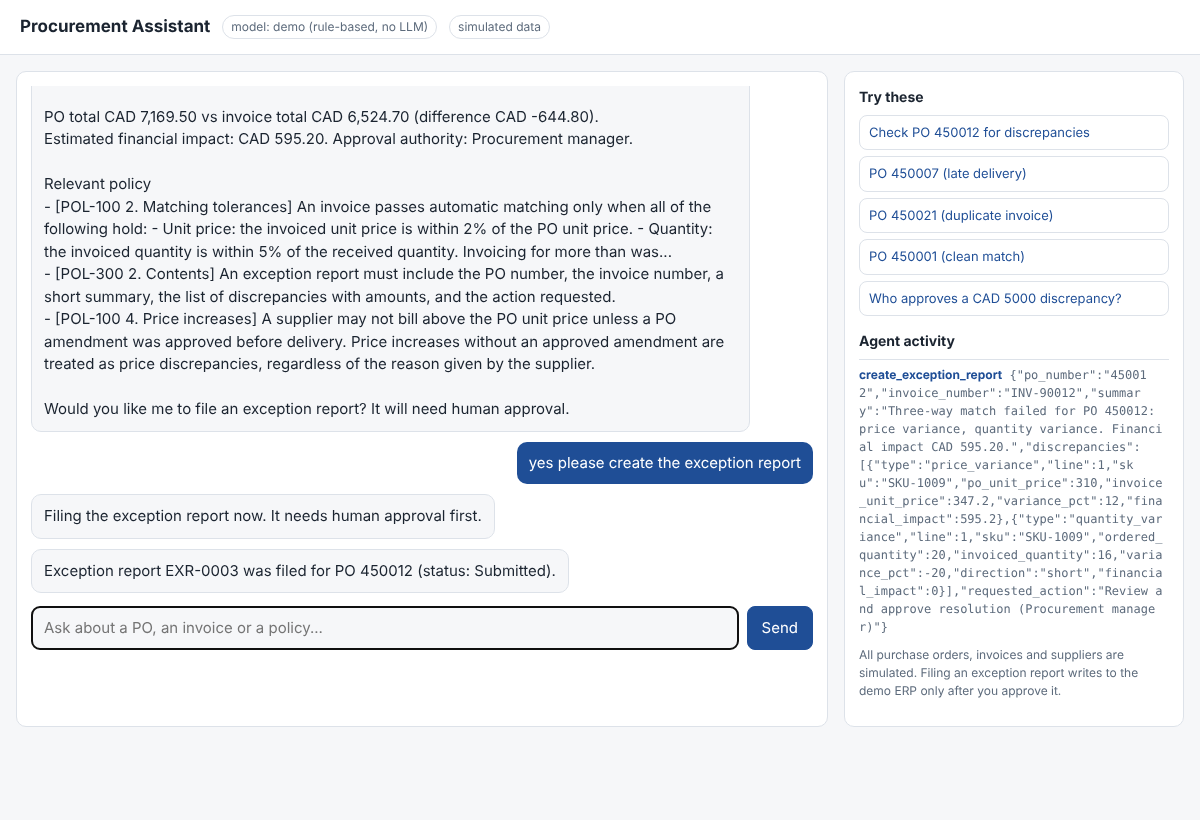 Procurement Assistant
model: demo (rule-based, no LLM)
simulated data
PO total CAD 7,169.50 vs invoice total CAD 6,524.70 (difference CAD -644.80).
Estimated financial impact: CAD 595.20. Approval authority: Procurement manager.
Relevant policy
- [POL-100 2. Matching tolerances] An invoice passes automatic matching only when all of the
following hold: - Unit price: the invoiced unit price is within 2% of the PO unit price. - Quantity:
the invoiced quantity is within 5% of the received quantity. Invoicing for more than was...
- [POL-300 2. Contents] An exception report must include the PO number, the invoice number, a
short summary, the list of discrepancies with amounts, and the action requested.
- [POL-100 4. Price increases] A supplier may not bill above the PO unit price unless a PO
amendment was approved before delivery. Price increases without an approved amendment are
treated as price discrepancies, regardless of the reason given by the supplier.
Would you like me to file an exception report? It will need human approval.
yes please create the exception report
Filing the exception report now. It needs human approval first.
Exception report EXR-0003 was filed for PO 450012 (status: Submitted).
Ask about a PO, an invoice or a policy...
Send
Try these
Check PO 450012 for discrepancies
PO 450007 (late delivery)
PO 450021 (duplicate invoice)
PO 450001 (clean match)
Who approves a CAD 5000 discrepancy?
Agent activity
create_exception_report {"po_number":"45001
2","invoice_number":"INV-90012","summar
y":"Three-way match failed for PO 450012:
price variance, quantity variance. Financi
al impact CAD 595.20.","discrepancies":
[{"type":"price_variance","line":1,"sk
u":"SKU-1009","po_unit_price":310,"invoice
_unit_price":347.2,"variance_pct":12,"fina
ncial_impact":595.2},{"type":"quantity_var
iance","line":1,"sku":"SKU-1009","ordered_
quantity":20,"invoiced_quantity":16,"varia
nce_pct":-20,"direction":"short","financia
l_impact":0}],"requested_action":"Review a
nd approve resolution (Procurement manage
r)"}
All purchase orders, invoices and suppliers are
simulated. Filing an exception report writes to the
demo ERP only after you approve it.